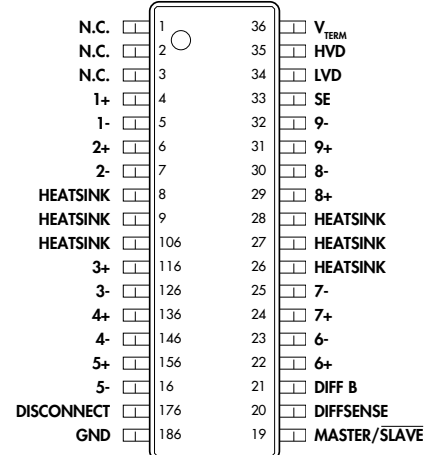 N.C. 1 36 V TERM
N.C. 2 35 HVD
N.C. 3 34 LVD
1+ 4 33 SE
1- 5 32 9-
2+ 6 31 9+
2- 7 30 8-
HEATSINK 8 29 8+
HEATSINK 9 28 HEATSINK
HEATSINK 106 27 HEATSINK
3+ 116 26 HEATSINK
3- 126 25 7-
4+ 136 24 7+
4- 146 23 6-
5+ 156 22 6+
5- 16 21 DIFF B
DISCONNECT 176 20 DIFFSENSE
GND 186 19 MASTER/SLAVE